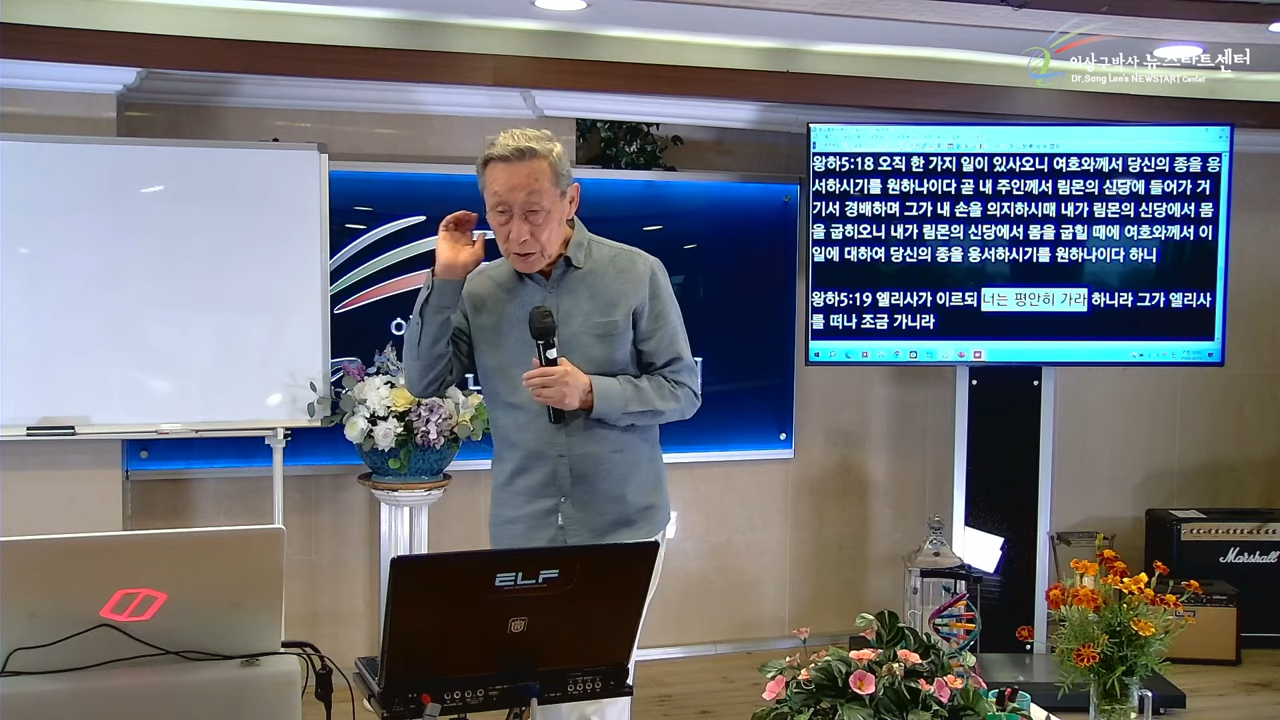 이상구박사 뉴스타트센터
Dr.Sang Lee's NEWSTART Center
왕하5:18 오직 한 가지 일이 있사오니 여호와께서 당신의 종을 용
서하시기를 원하나이다 곧 내 주인께서 림몬의 신당에 들어가 거
기서 경배하며 그가 내 손을 의지하시매 내가 림몬의 신당에서 몸
을 굽히오니 내가 림몬의 신당에서 몸을 굽힐 때에 여호와께서 이
일에 대하여 당신의 종을 용서하시기를 원하나이다 하니
왕하5:19 엘리사가 이르되 너는 평안히 가라 하니라 그가 엘리사
를 떠나 조금 가니라
ELF
Marshall